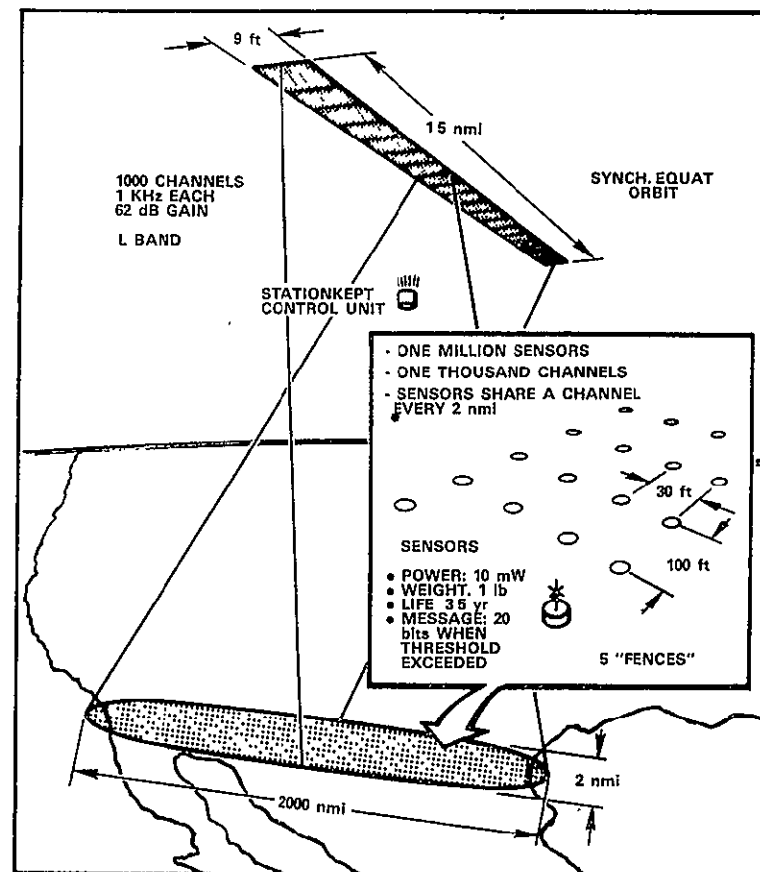 9 ft
15 nmi
1000 CHANNELS
1 KHz EACH
62 dB GAIN
L BAND
SYNCH. EQUAT
ORBIT
STATIONKEPT
CONTROL UNIT
- ONE MILLION SENSORS
- ONE THOUSAND CHANNELS
- SENSORS SHARE A CHANNEL
EVERY 2 nmi
30 ft
100 ft
SENSORS
• POWER: 10 mW
• WEIGHT. 1 lb
• LIFE 3 5 yr
• MESSAGE: 20
bits WHEN
THRESHOLD
EXCEEDED
5 "FENCES"
2 nmi
2000 nmi